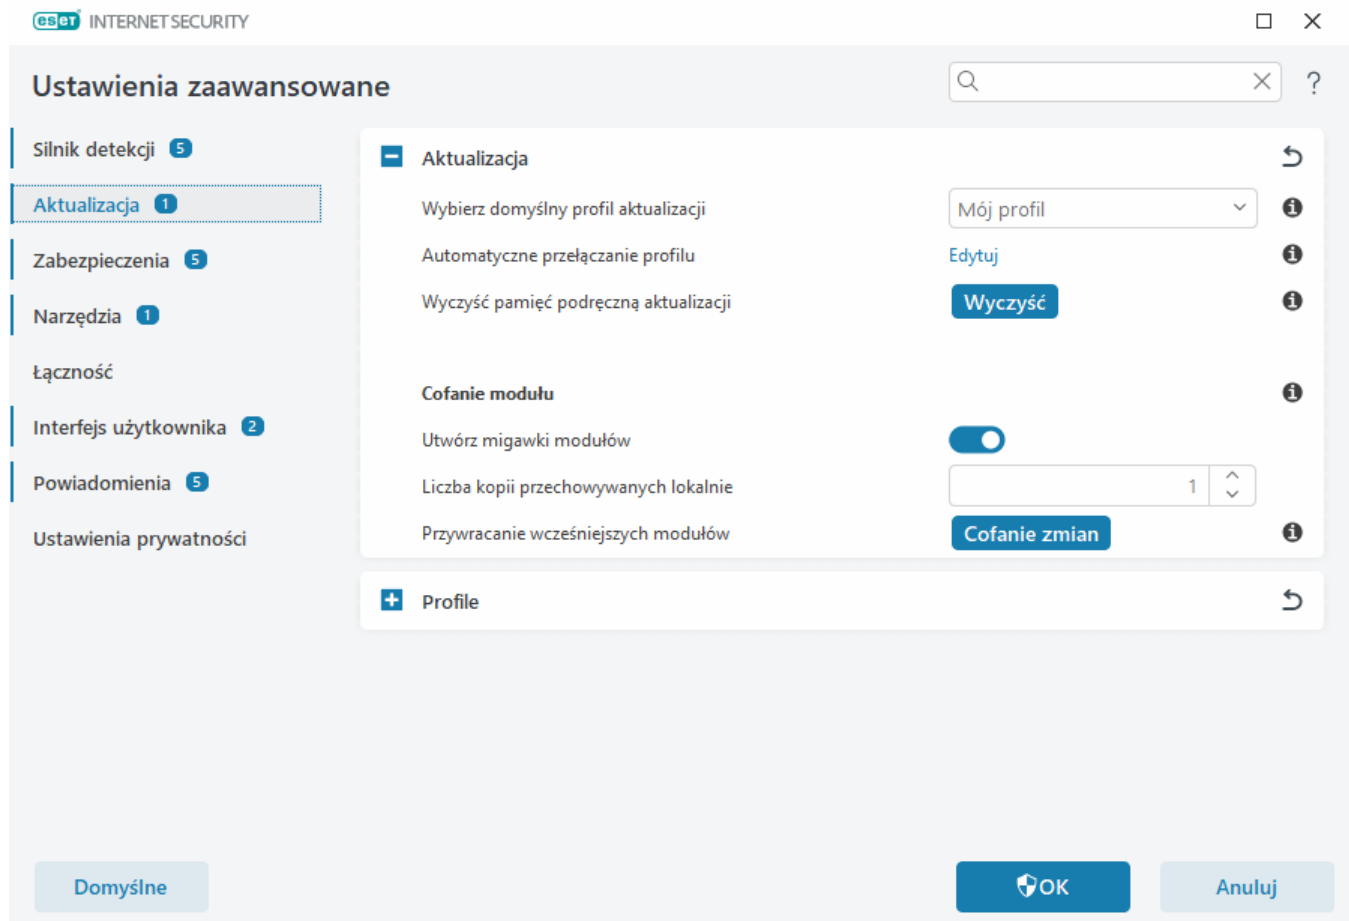 eset INTERNET SECURITY
Ustawienia zaawansowane
?
Silnik detekcji 5
Aktualizacja 1
Zabezpieczenia 5
Narzędzia 1
Łączność
Interfejs użytkownika 2
Powiadomienia 5
Ustawienia prywatności
Aktualizacja
Wybierz domyślny profil aktualizacji Mój profil
Automatyczne przełączanie profilu Edytuj
Wyczyść pamięć podręczną aktualizacji Wyczyść
Cofanie modułu
Utwórz migawki modułów
Liczba kopii przechowywanych lokalnie 1
Przywracanie wcześniejszych modułów Cofanie zmian
Profile
Domyślne OK Anuluj